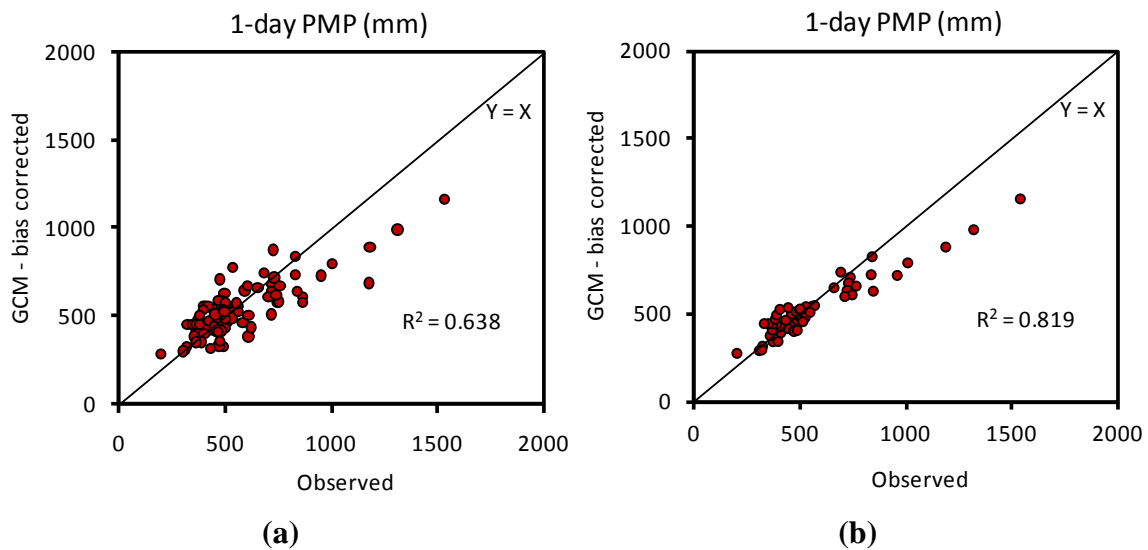 1-day PMP (mm)
2000
1500
1000
500
0
GCM - bias corrected
Y = X
R² = 0.638
0 500 1000 1500 2000
Observed
(a)
1-day PMP (mm)
2000
1500
1000
500
0
GCM - bias corrected
Y = X
R² = 0.819
0 500 1000 1500 2000
Observed
(b)